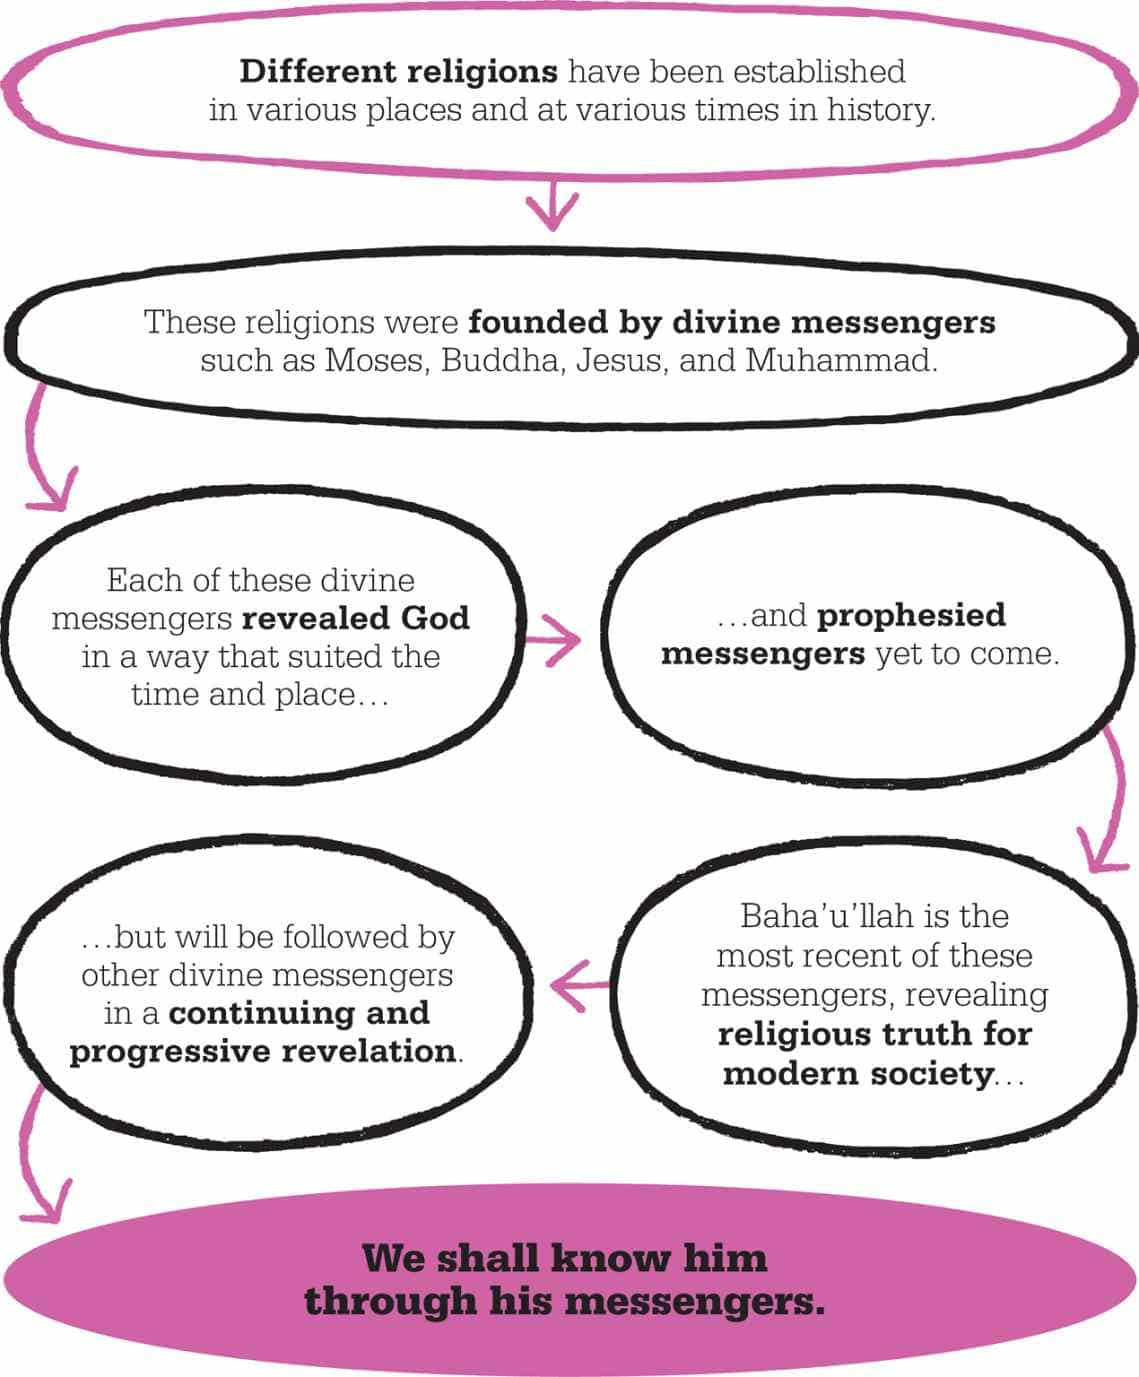 Different religions have been established
in various places and at various times in history.
These religions were founded by divine messengers
such as Moses, Buddha, Jesus, and Muhammad.
Each of these divine
messengers revealed God
in a way that suited the
time and place…
…and prophesied
messengers yet to come.
Baha’u’llah is the
most recent of these
messengers, revealing
religious truth for
modern society…
…but will be followed by
other divine messengers
in a continuing and
progressive revelation.
We shall know him
through his messengers.